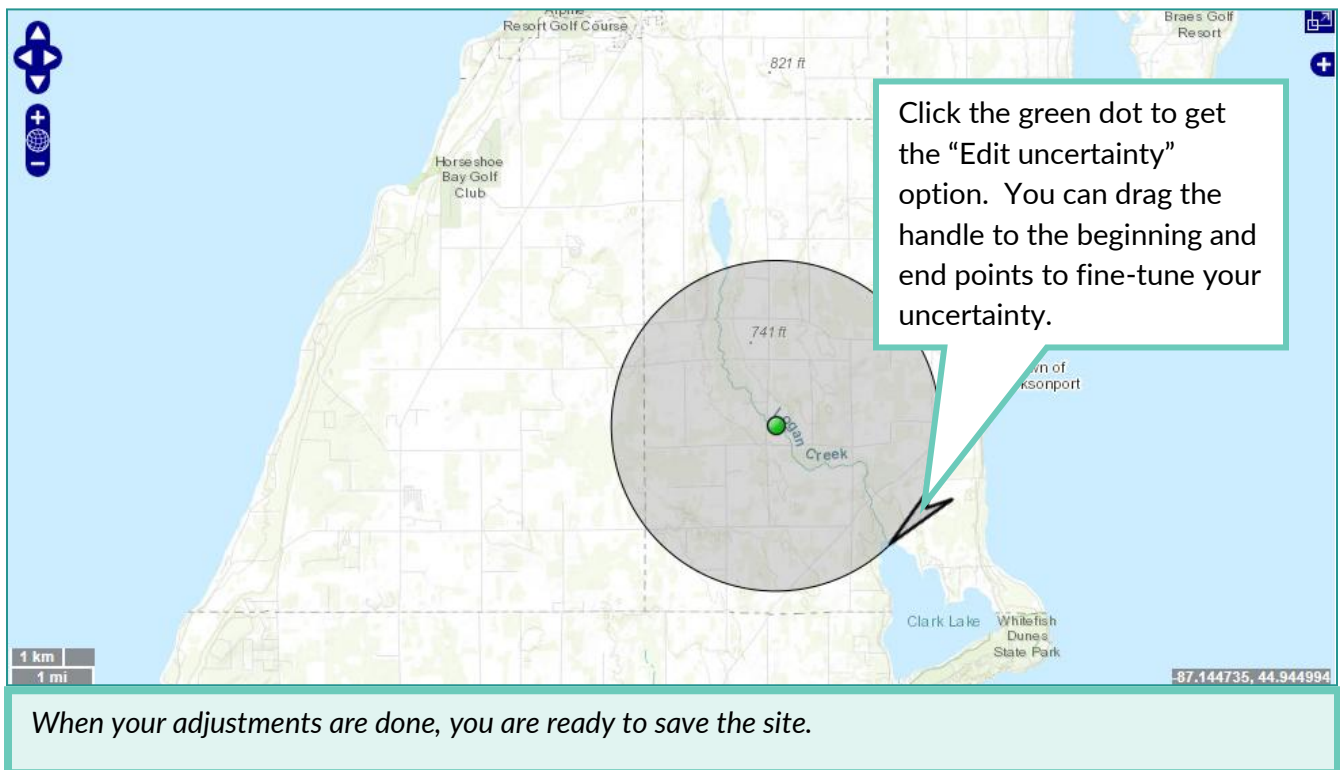 Alpine
Resort Golf Course
Braes Golf
Resort
821 ft
Click the green dot to get
the “Edit uncertainty”
option. You can drag the
handle to the beginning and
end points to fine-tune your
uncertainty.
Horseshoe
Bay Golf
Club
741 ft
wn of
ksonport
Logan Creek
Clark Lake
Whitefish
Dunes
State Park
1 km
1 mi
-87.144735, 44.944994
When your adjustments are done, you are ready to save the site.